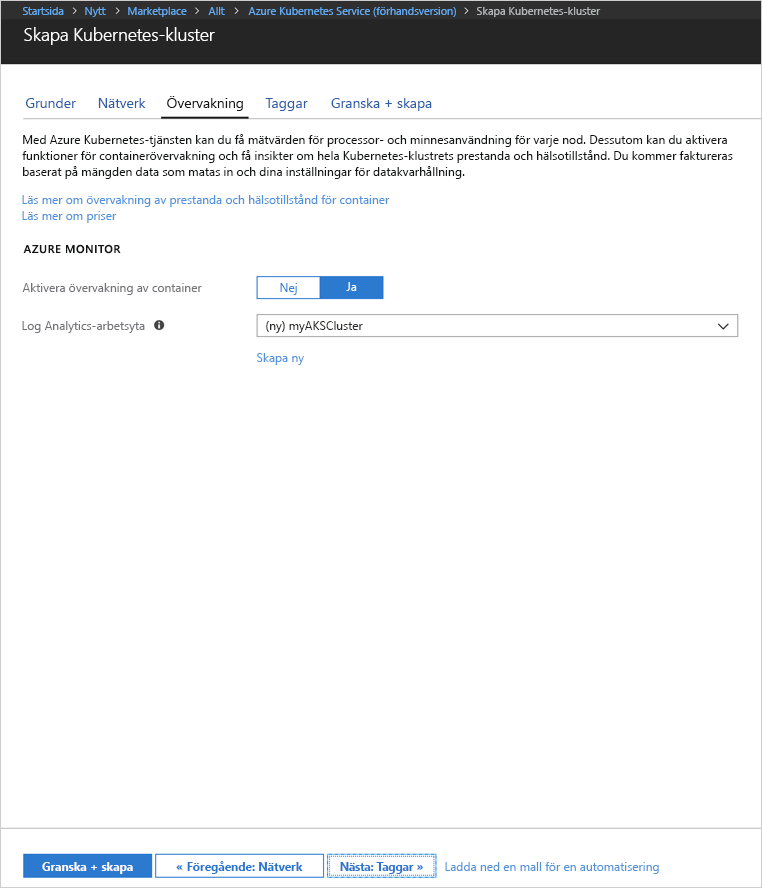 Startsida > Nytt > Marketplace > Allt > Azure Kubernetes Service (förhandsversion) > Skapa Kubernetes-kluster
Skapa Kubernetes-kluster
Grunder Nätverk Övervakning Taggar Granska + skapa
Med Azure Kubernetes-tjänsten kan du få mätvärden för processor- och minnesanvändning för varje nod. Dessutom kan du aktivera
funktioner för containerövervakning och få insikter om hela Kubernetes-klustrets prestanda och hälsotillstånd. Du kommer faktureras
baserat på mängden data som matas in och dina inställningar för datakvarhållning.
Läs mer om övervakning av prestanda och hälsotillstånd för container
Läs mer om priser
AZURE MONITOR
Aktivera övervakning av container Nej Ja
Log Analytics-arbetsyta (ny) myAKSCluster
Skapa ny
Granska + skapa « Föregående: Nätverk Nästa: Taggar » Ladda ned en mall för en automatisering